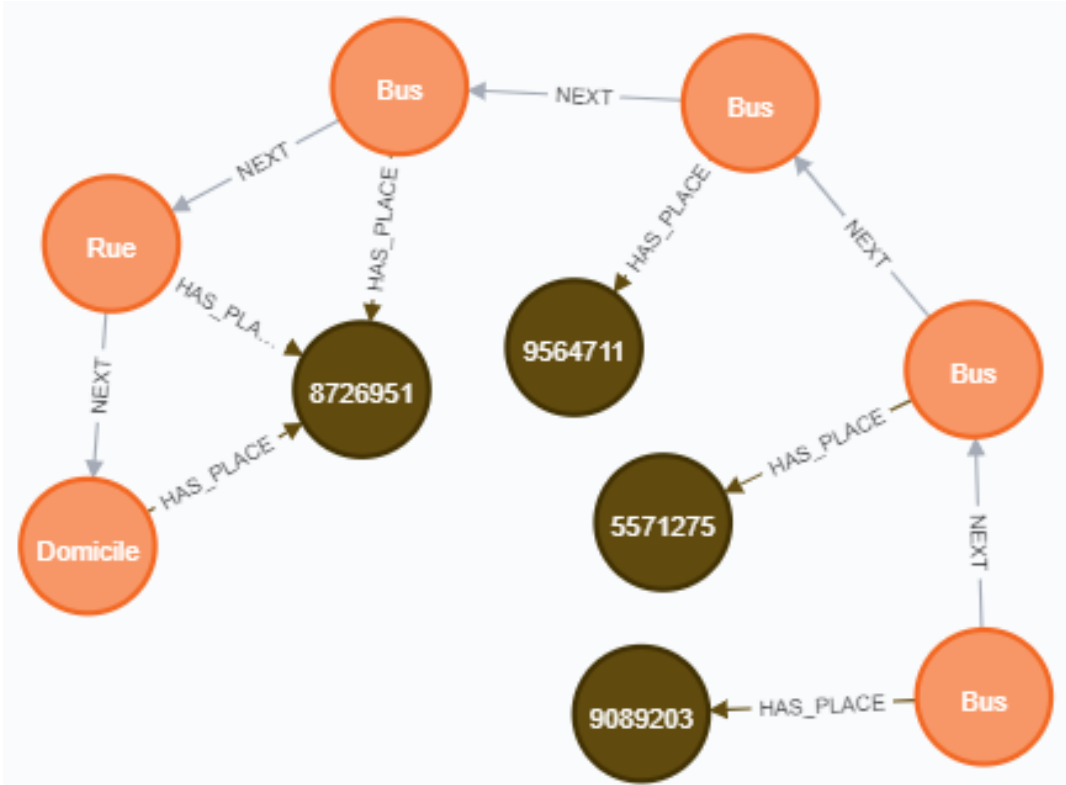 Bus
NEXT
Bus
NEXT
HAS_PLACE
HAS_PLACE
NEXT
Rue
HAS_PLA...
9564711
8726951
NEXT
Bus
HAS_PLACE
HAS_PLACE
5571275
NEXT
Domicile
9089203
HAS_PLACE
Bus